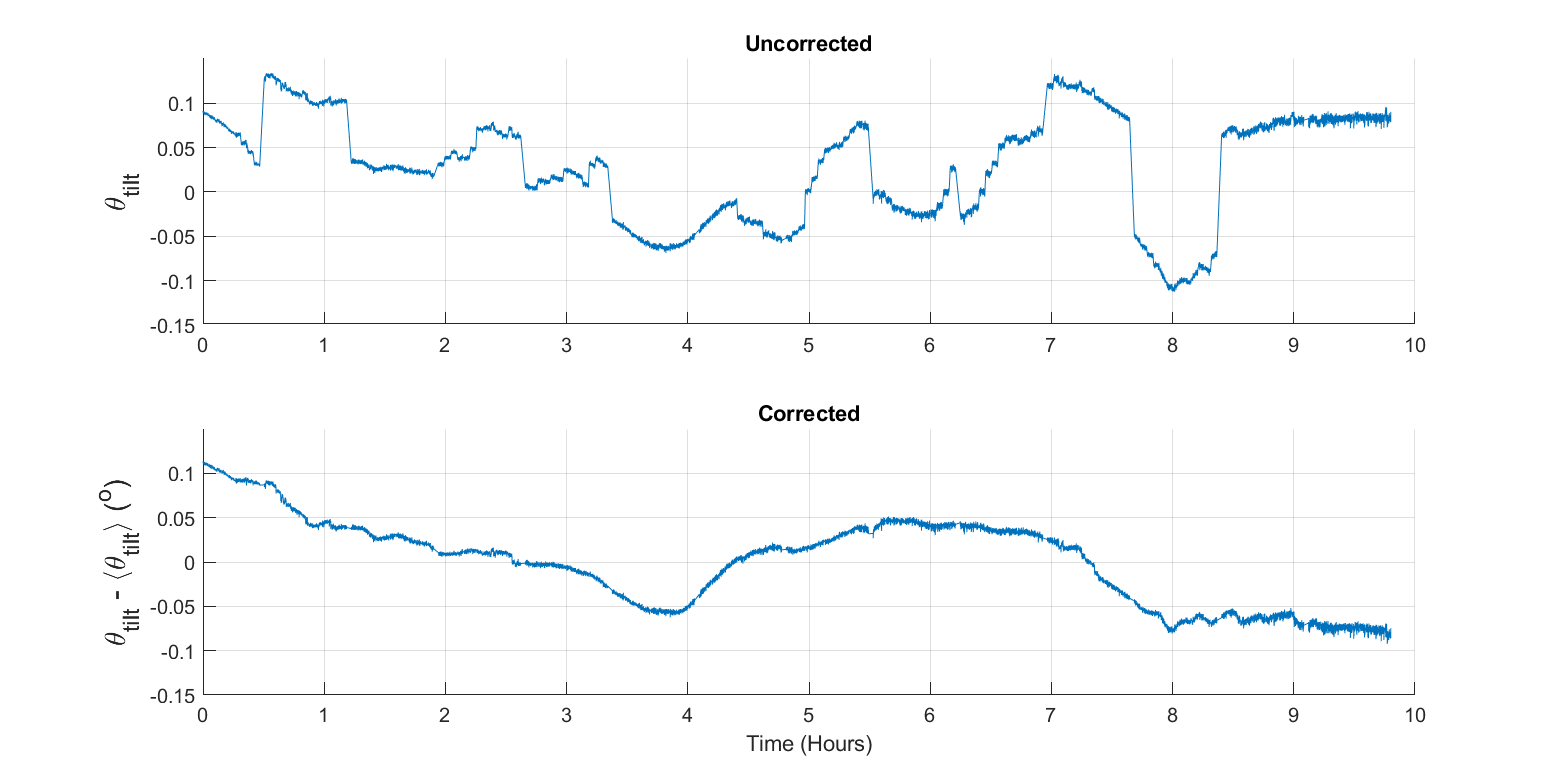 Uncorrected
θtilt
0.1
0.05
0
-0.05
-0.1
-0.15
0 1 2 3 4 5 6 7 8 9 10
Corrected
θtilt - ⟨θtilt⟩ (o)
0.1
0.05
0
-0.05
-0.1
-0.15
0 1 2 3 4 5 6 7 8 9 10
Time (Hours)